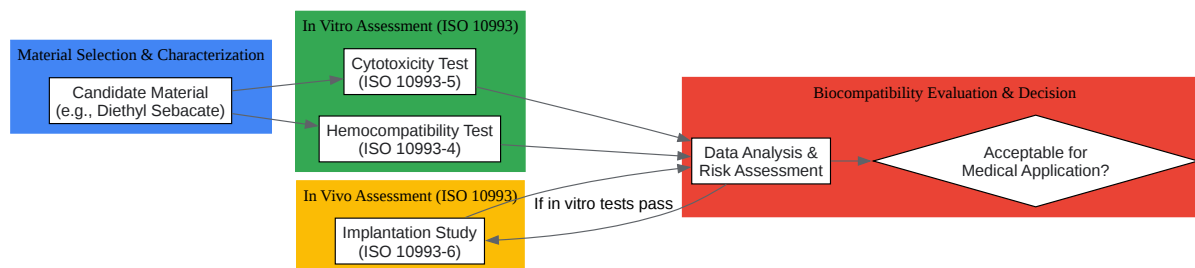 Material Selection & Characterization
Candidate Material
(e.g., Diethyl Sebacate)
In Vitro Assessment (ISO 10993)
Cytotoxicity Test
(ISO 10993-5)
Hemocompatibility Test
(ISO 10993-4)
In Vivo Assessment (ISO 10993)
Implantation Study
(ISO 10993-6)
If in vitro tests pass
Biocompatibility Evaluation & Decision
Data Analysis &
Risk Assessment
Acceptable for
Medical Application?